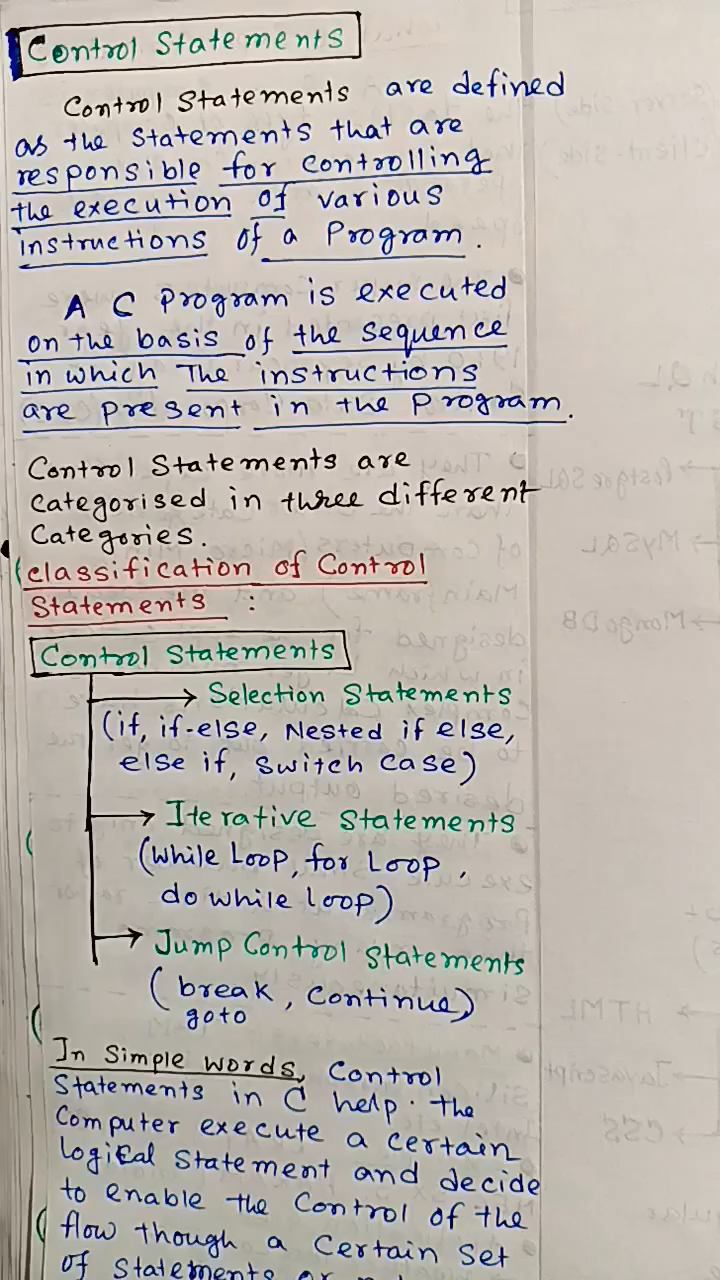 Control Statements
Control Statements are defined
as the statements that are
responsible for controlling
the execution of various
instructions of a Program.
A C Program is executed
on the basis of the sequence
in which The instructions
are present in the Program.
Control Statements are
Categorised in three different
Categories.
classification of Control
Statements :
Control Statements
→ Selection Statements
(if, if-else, Nested if else,
else if, switch case)
→ Iterative Statements
(while Loop, for Loop,
do while loop)
→ Jump Control Statements
(break, Continue)
goto
In Simple words, Control
Statements in C help. the
Computer execute a certain
logical statement and decide
to enable the Control of the
flow though a Certain Set
of Statements or